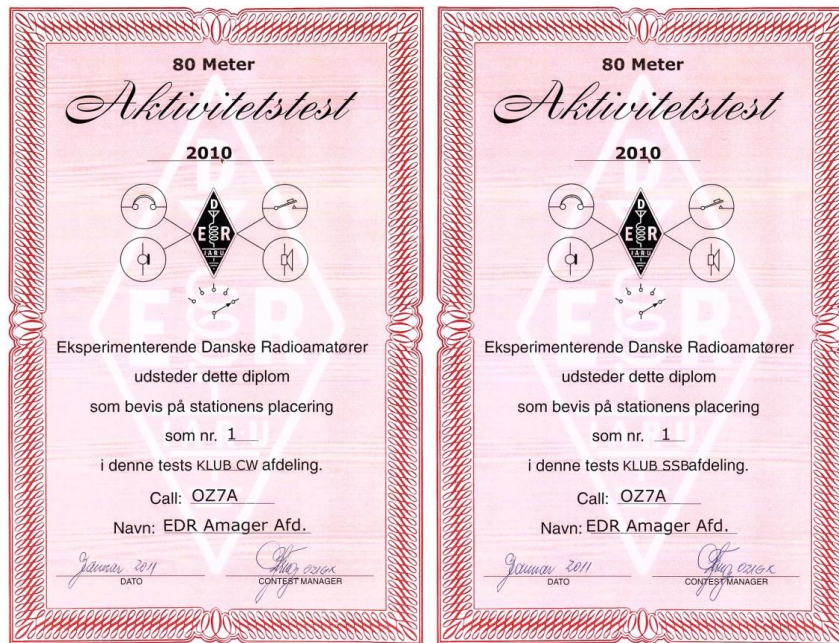 80 Meter
Aktivitetstest
2010
D
E R
I.A.R.U
Eksperimenterende Danske Radioamatører
udsteder dette diplom
som bevis på stationens placering
som nr. 1
i denne tests KLUB CW afdeling.
Call: OZ7A
Navn: EDR Amager Afd.
Januar 2011
OZ1GX
DATO
CONTEST MANAGER
80 Meter
Aktivitetstest
2010
D
E R
I.A.R.U
Eksperimenterende Danske Radioamatører
udsteder dette diplom
som bevis på stationens placering
som nr. 1
i denne tests KLUB SSBafdeling.
Call: OZ7A
Navn: EDR Amager Afd.
Januar 2011
OZ1GX
DATO
CONTEST MANAGER